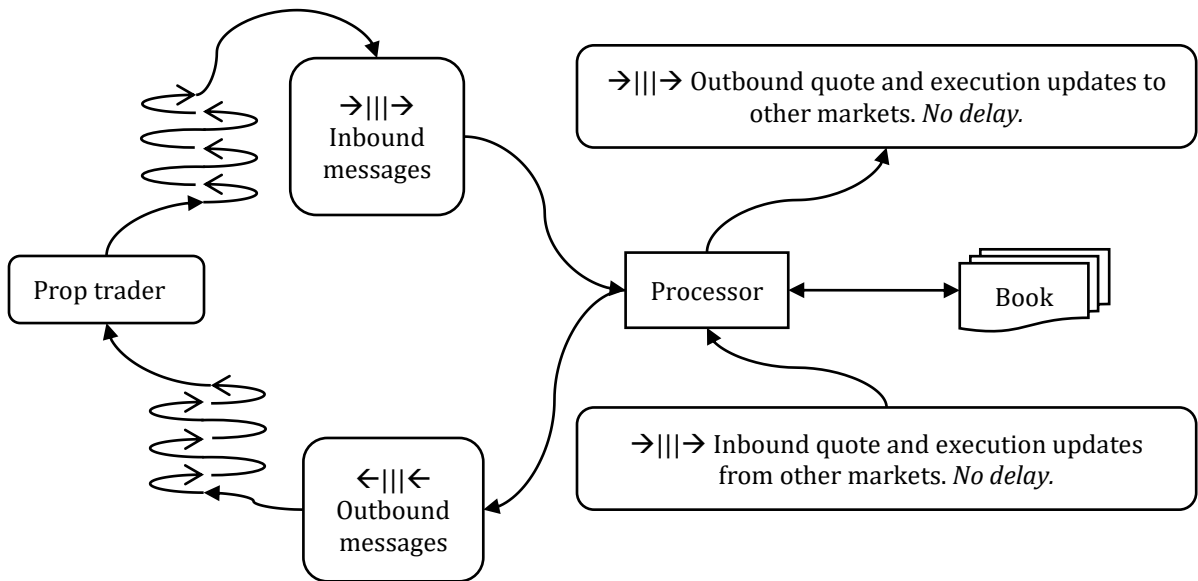 →|||→
Inbound
messages
→|||→ Outbound quote and execution updates to
other markets. No delay.
Prop trader
Processor
Book
←|||←
Outbound
messages
→|||→ Inbound quote and execution updates
from other markets. No delay.